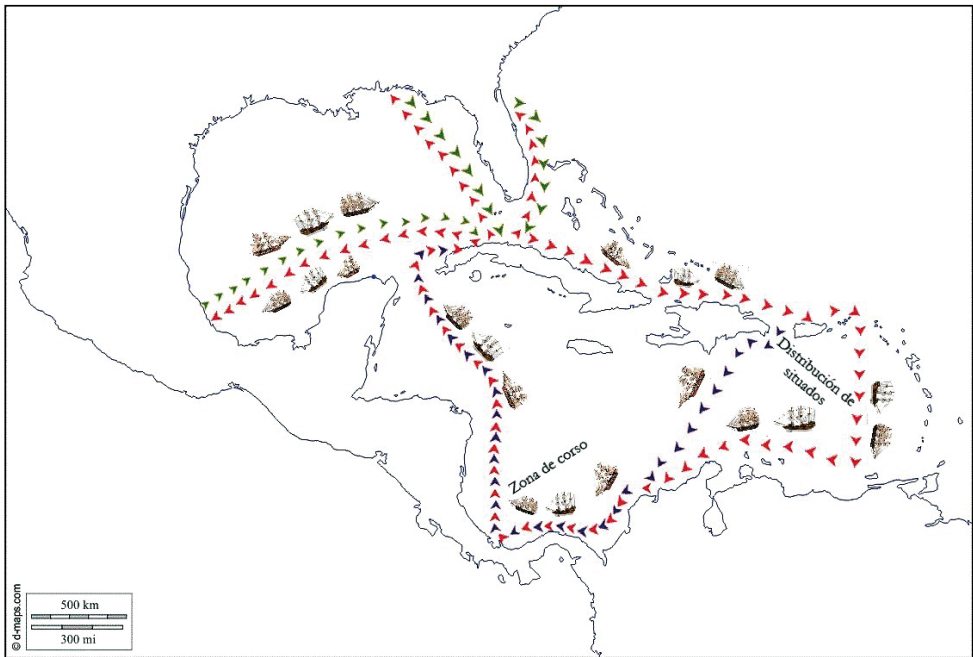 Distribución de
situados
Zona de corso
500 km
300 mi
© d-maps.com